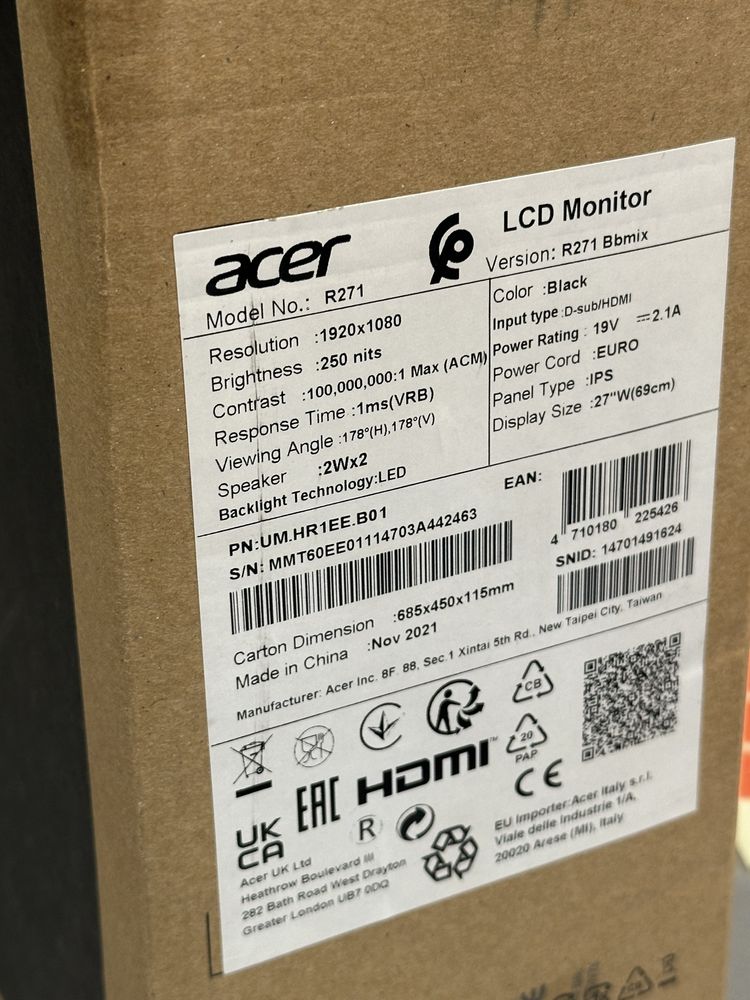 acer
LCD Monitor
Model No.: R271
Version: R271 Bbmix
Resolution :1920x1080
Brightness :250 nits
Contrast :100,000,000:1 Max (ACM)
Response Time :1ms(VRB)
Viewing Angle :178°(H),178°(V)
Speaker :2Wx2
Backlight Technology:LED
Color :Black
Input type :D-sub/HDMI
Power Rating : 19V ⎓2.1A
Power Cord :EURO
Panel Type :IPS
Display Size :27"W(69cm)
PN:UM.HR1EE.B01
S/N: MMT60EE01114703A442463
EAN:
4 710180 225426
SNID: 14701491624
Carton Dimension :685x450x115mm
Made in China :Nov 2021
Manufacturer: Acer Inc. 8F. 88, Sec.1 Xintai 5th Rd., New Taipei City, Taiwan
CB
20
PAP
EAC HDMI™ CE
UK
CA
R
Acer UK Ltd
Heathrow Boulevard III
282 Bath Road West Drayton
Greater London UB7 0DQ
EU Importer:Acer Italy s.r.l.
Viale delle Industrie 1/A,
20020 Arese (MI), Italy